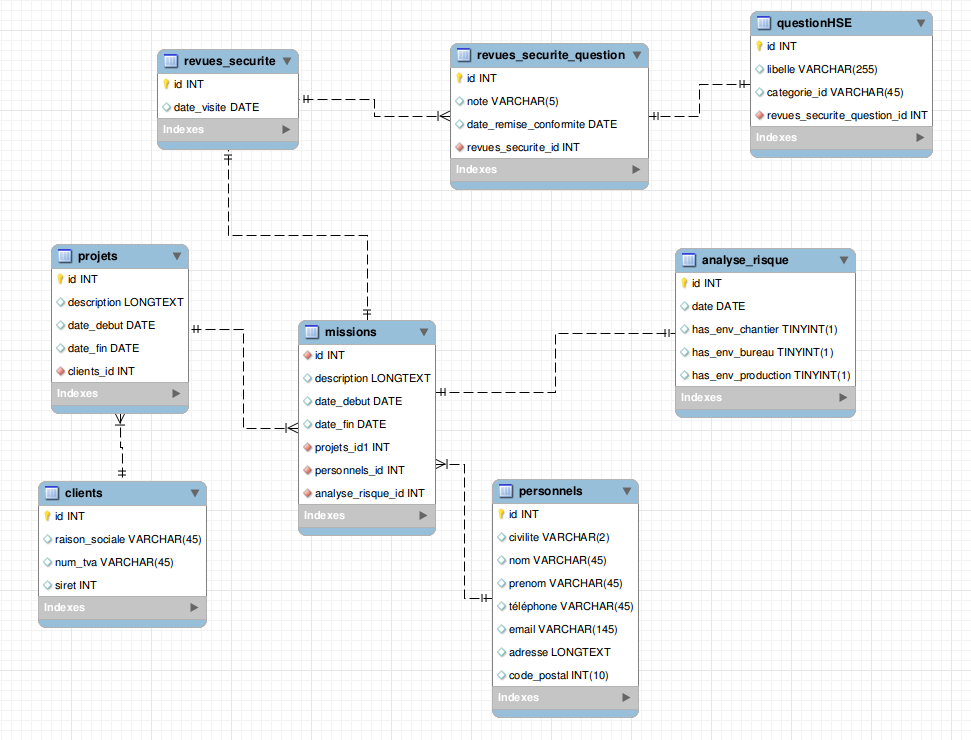 revues_securite
id INT
date_visite DATE
Indexes
revues_securite_question
id INT
note VARCHAR(5)
date_remise_conformite DATE
revues_securite_id INT
Indexes
questionHSE
id INT
libelle VARCHAR(255)
categorie_id VARCHAR(45)
revues_securite_question_id INT
Indexes
projets
id INT
description LONGTEXT
date_debut DATE
date_fin DATE
clients_id INT
Indexes
missions
id INT
description LONGTEXT
date_debut DATE
date_fin DATE
projets_id1 INT
personnels_id INT
analyse_risque_id INT
Indexes
analyse_risque
id INT
date DATE
has_env_chantier TINYINT(1)
has_env_bureau TINYINT(1)
has_env_production TINYINT(1)
Indexes
clients
id INT
raison_sociale VARCHAR(45)
num_tva VARCHAR(45)
siret INT
Indexes
personnels
id INT
civilite VARCHAR(2)
nom VARCHAR(45)
prenom VARCHAR(45)
téléphone VARCHAR(45)
email VARCHAR(145)
adresse LONGTEXT
code_postal INT(10)
Indexes